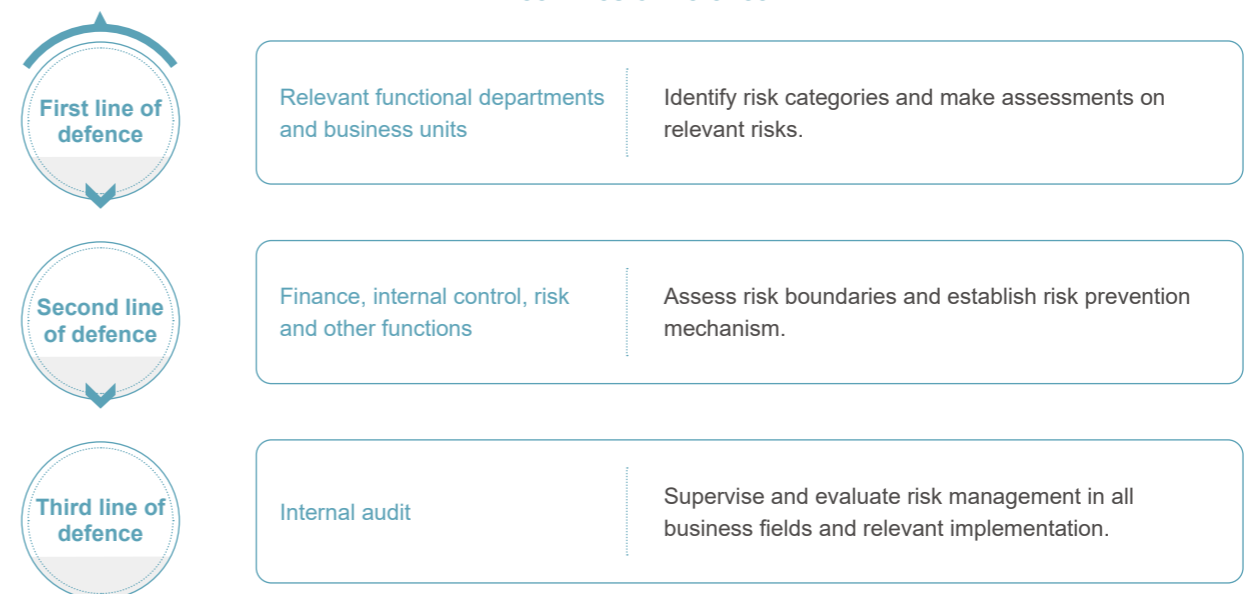 First line of
defence
Relevant functional departments
and business units
Identify risk categories and make assessments on
relevant risks.
Second line
of defence
Finance, internal control, risk
and other functions
Assess risk boundaries and establish risk prevention
mechanism.
Third line of
defence
Internal audit
Supervise and evaluate risk management in all
business fields and relevant implementation.